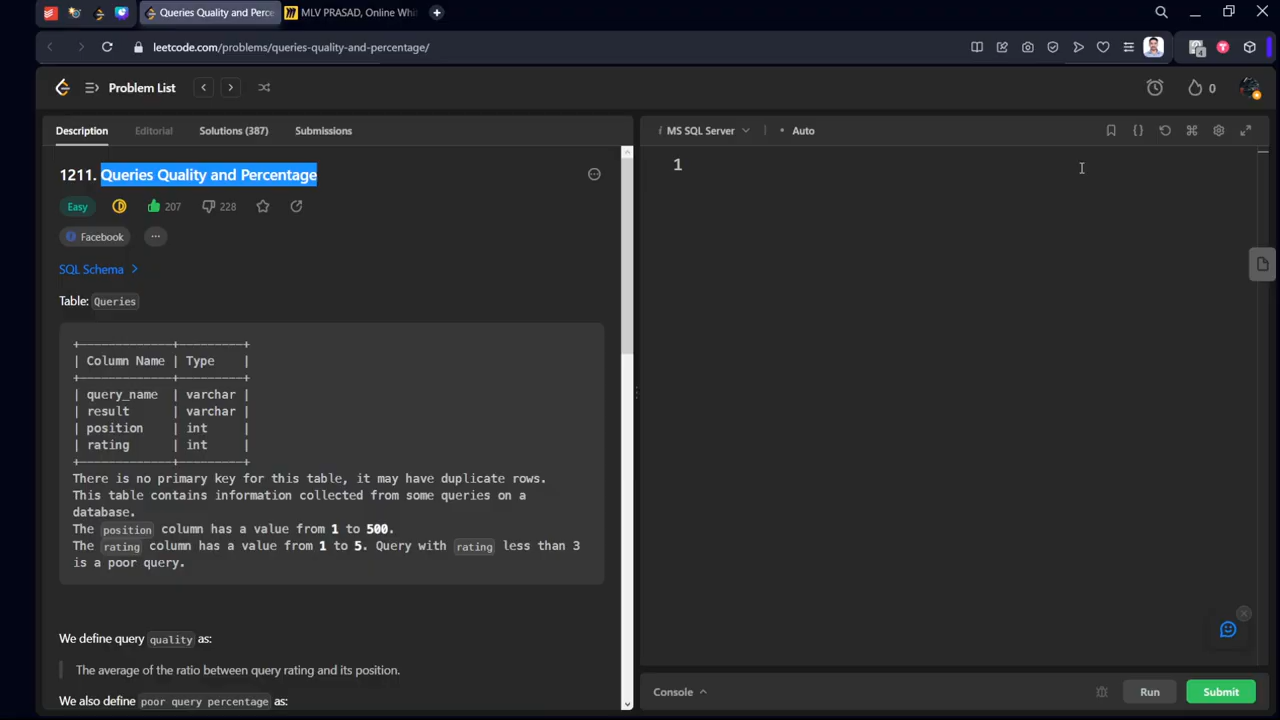 Queries Quality and Perce
MLV PRASAD, Online Whit
leetcode.com/problems/queries-quality-and-percentage/
4
Problem List
0
Description
Editorial
Solutions (387)
Submissions
MS SQL Server
Auto
1211. Queries Quality and Percentage
1
Easy
207
228
Facebook
SQL Schema
Table: Queries
+-------------+---------+
| Column Name | Type    |
+-------------+---------+
| query_name  | varchar |
| result      | varchar |
| position    | int     |
| rating      | int     |
+-------------+---------+
There is no primary key for this table, it may have duplicate rows.
This table contains information collected from some queries on a
database.
The position column has a value from 1 to 500.
The rating column has a value from 1 to 5. Query with rating less than 3
is a poor query.
We define query quality as:
The average of the ratio between query rating and its position.
We also define poor query percentage as:
Console
Run
Submit